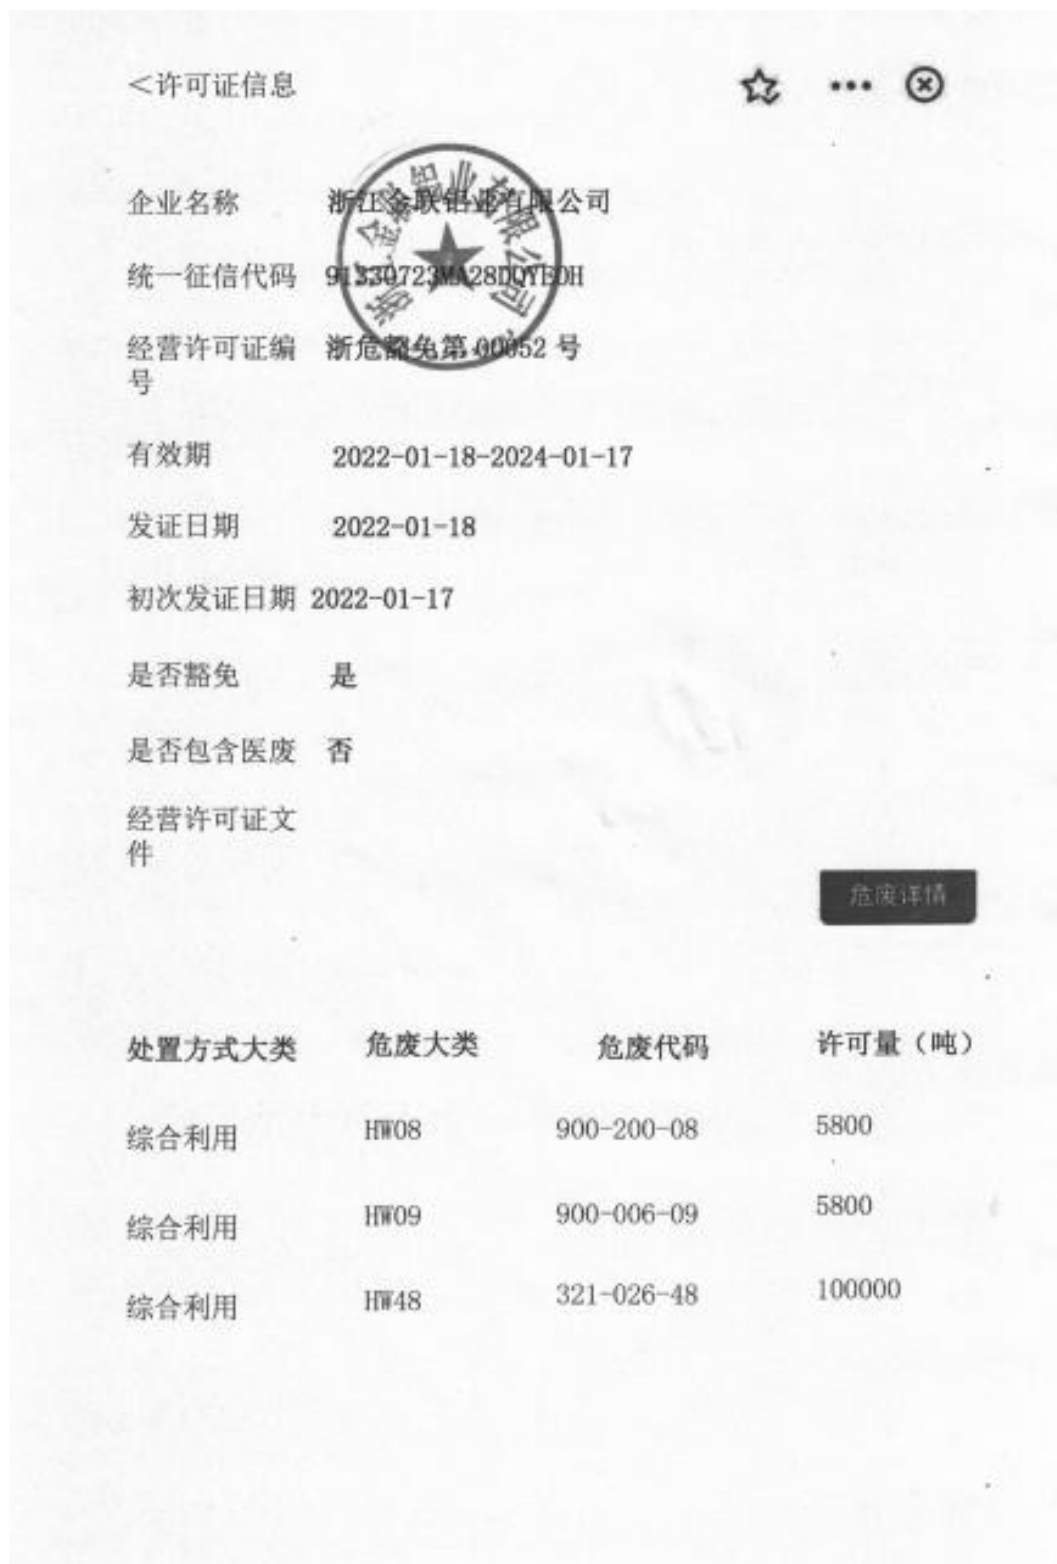 <许可证信息
企业名称 浙江金联铝业有限公司
统一征信代码 91330723MA28DQYE0H
经营许可证编
号 浙危豁免第 00052 号
有效期 2022-01-18-2024-01-17
发证日期 2022-01-18
初次发证日期 2022-01-17
是否豁免 是
是否包含医废 否
经营许可证文
件
危废详情
处置方式大类 危废大类 危废代码 许可量（吨）
综合利用 HW08 900-200-08 5800
综合利用 HW09 900-006-09 5800
综合利用 HW48 321-026-48 100000